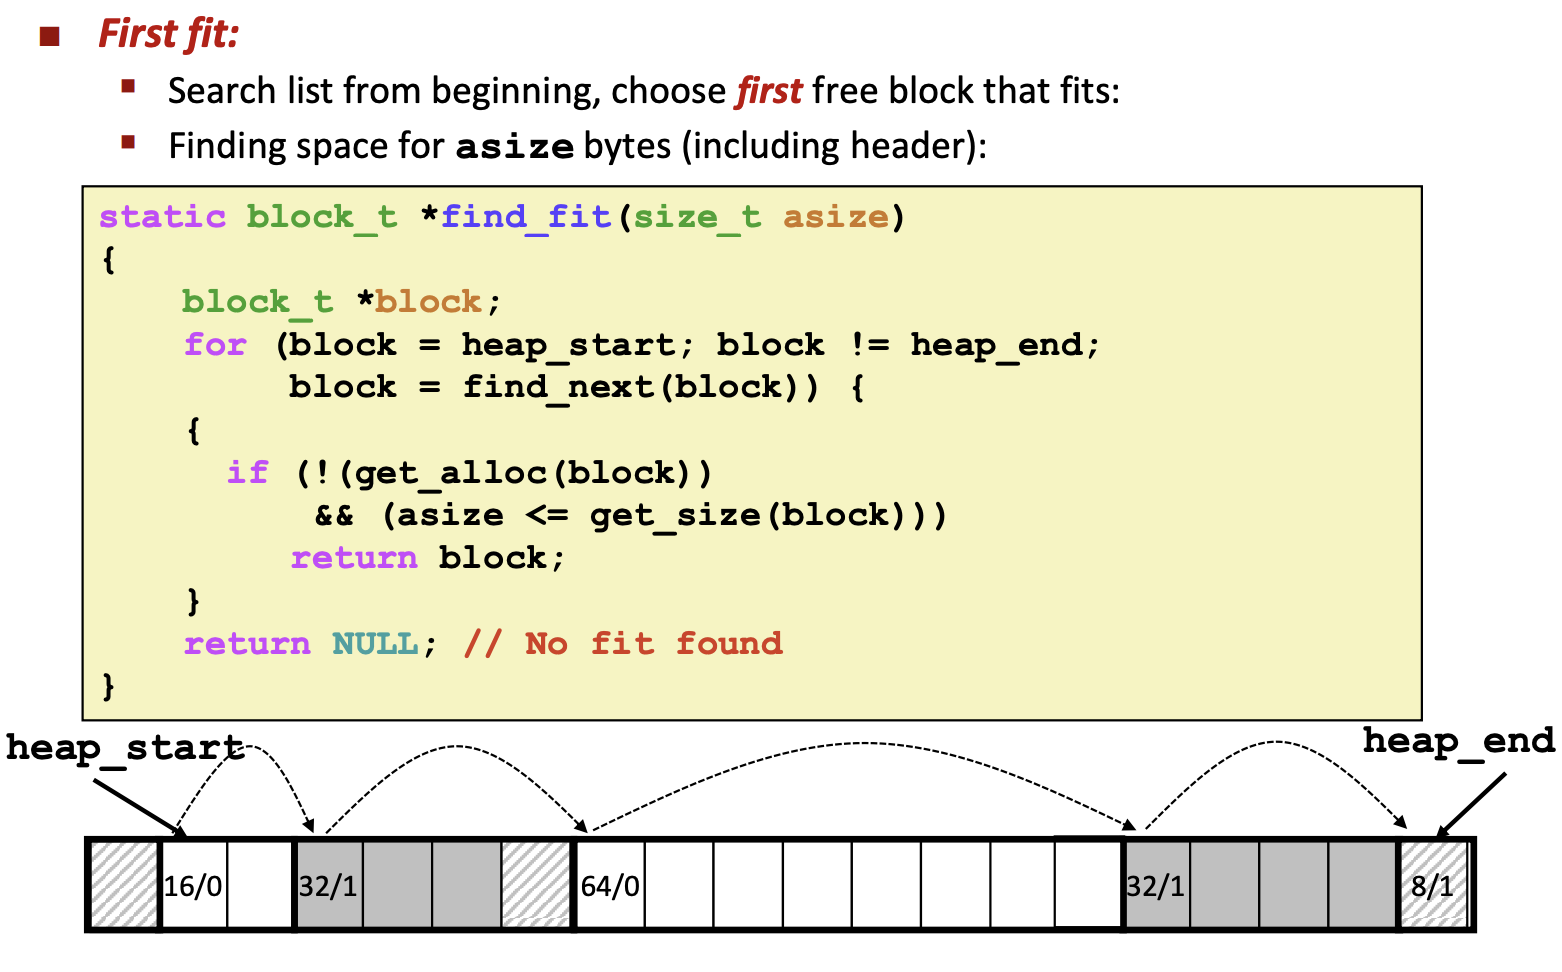 First fit:
Search list from beginning, choose first free block that fits:
Finding space for asize bytes (including header):
static block_t *find_fit(size_t asize)
{
block_t *block;
for (block = heap_start; block != heap_end;
block = find_next(block)) {
{
if (!(get_alloc(block))
&& (asize <= get_size(block)))
return block;
}
return NULL; // No fit found
}
heap_start
heap_end
16/0
32/1
64/0
32/1
8/1